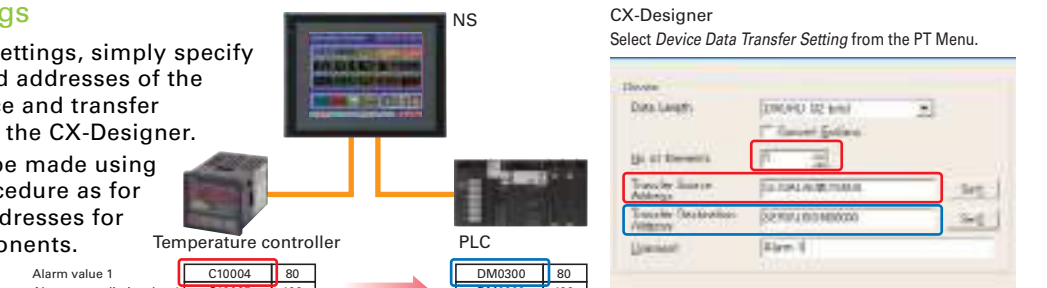 gs
ettings, simply specify
d addresses of the
ce and transfer
the CX-Designer.
be made using
cedure as for
dresses for
onents.
NS
Temperature controller
PLC
Alarm value 1
C10004 80
DM0300 80
CX-Designer
Select Device Data Transfer Setting from the PT Menu.
Device
Data Length
No. of Elements
1
Transfer Source
Address
Set
Transfer Destination
Address
Set
Comment
Alarm 1